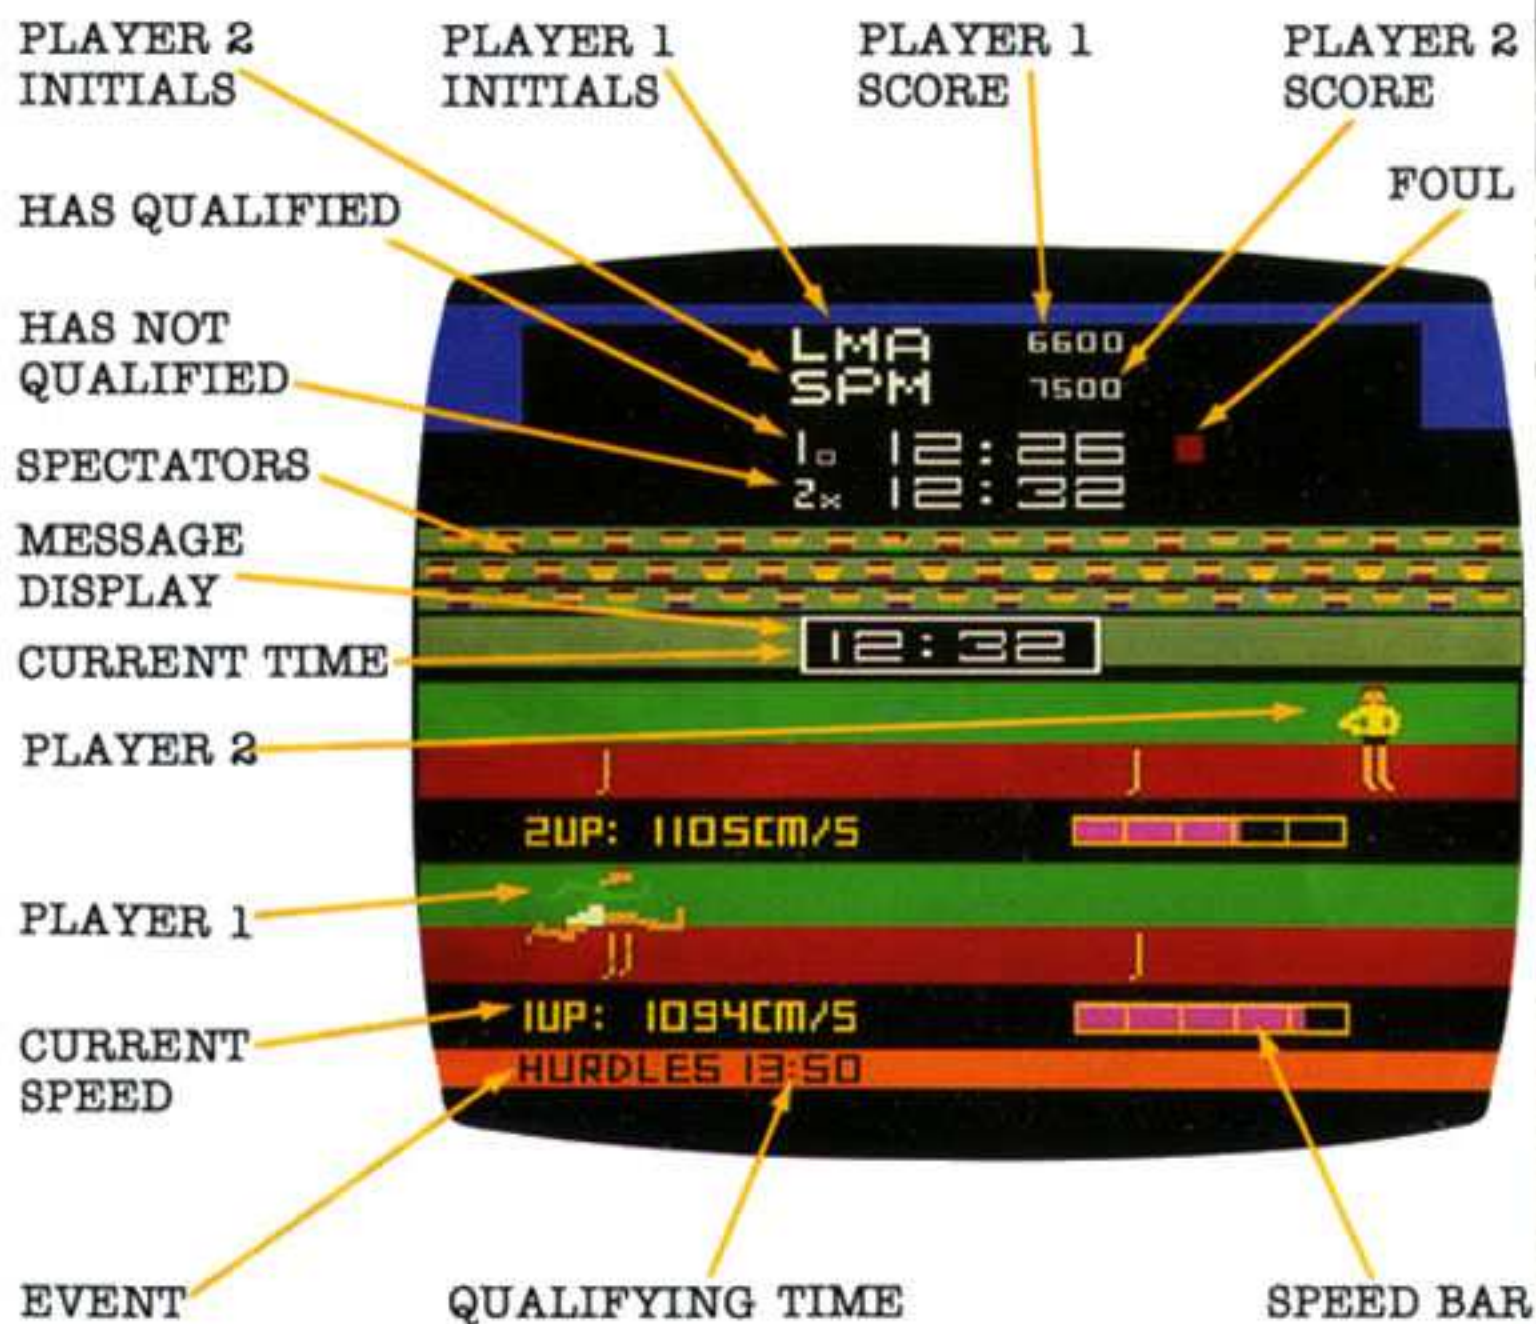 PLAYER 2
INITIALS
PLAYER 1
INITIALS
PLAYER 1
SCORE
PLAYER 2
SCORE
FOUL
HAS QUALIFIED
HAS NOT
QUALIFIED
SPECTATORS
MESSAGE
DISPLAY
CURRENT TIME
PLAYER 2
PLAYER 1
CURRENT
SPEED
LMA 6600
SPM 7500
1o 12:26
2x 12:32
12:32
2UP: 1105CM/S
1UP: 1094CM/S
HURDLES 13:50
EVENT
QUALIFYING TIME
SPEED BAR